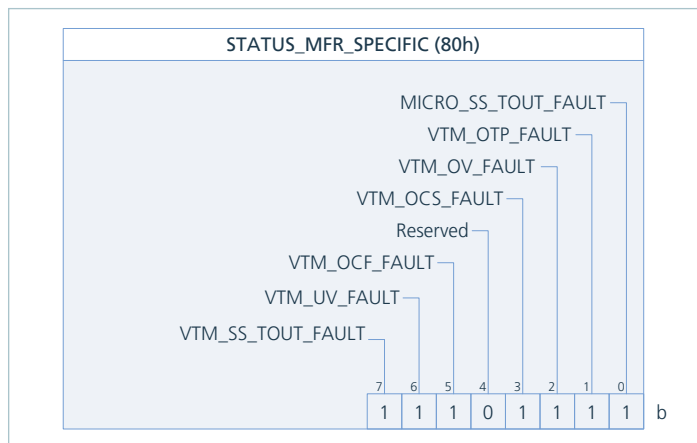 STATUS_MFR_SPECIFIC (80h)
MICRO_SS_TOUT_FAULT
VTM_OTP_FAULT
VTM_OV_FAULT
VTM_OCS_FAULT
Reserved
VTM_OCF_FAULT
VTM_UV_FAULT
VTM_SS_TOUT_FAULT
7 6 5 4 3 2 1 0
1 1 1 0 1 1 1 1 b